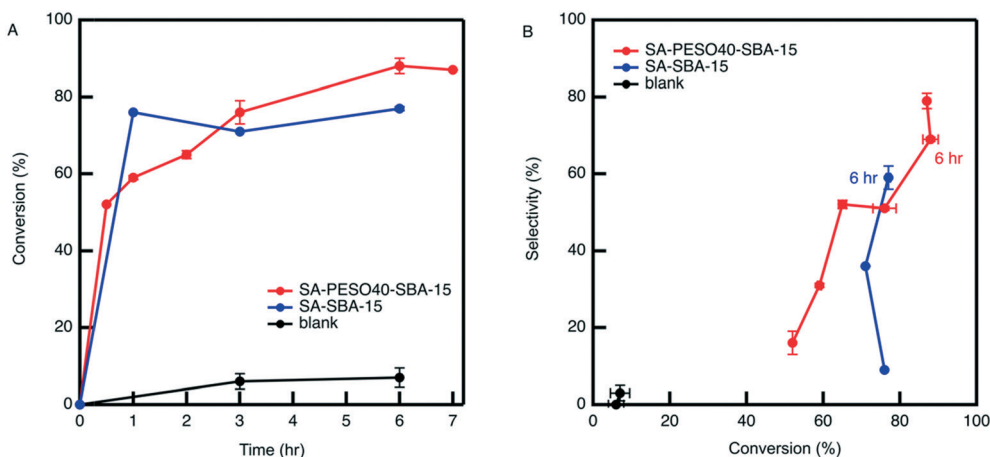 A
100
80
60
40
20
0
Conversion (%)
SA-PESO40-SBA-15
SA-SBA-15
blank
0 1 2 3 4 5 6 7
Time (hr)
B
100
80
60
40
20
0
Selectivity (%)
SA-PESO40-SBA-15
SA-SBA-15
blank
6 hr
6 hr
0 20 40 60 80 100
Conversion (%)